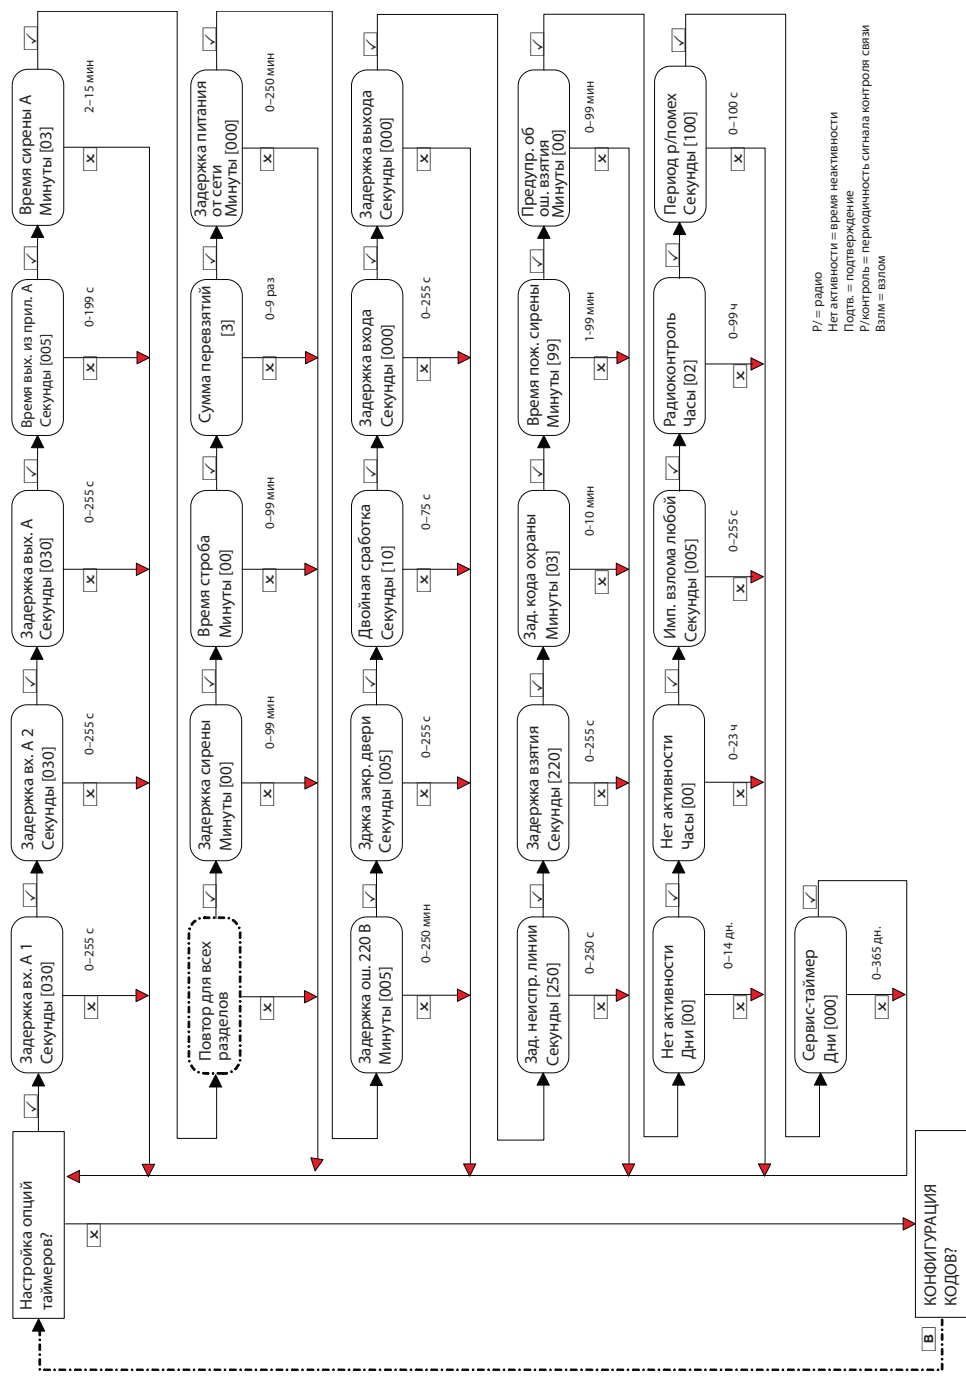 Настройка опций
таймеров?
Задержка вх. А 1
Секунды [030]
0–255 с
Задержка вх. А 2
Секунды [030]
0–255 с
Задержка вых. А
Секунды [030]
0–255 с
Время вых. из прил. А
Секунды [005]
0-199 с
Время сирены А
Минуты [03]
2–15 мин
Повтор для всех
разделов
Задержка сирены
Минуты [00]
0–99 мин
Время строба
Минуты [00]
0–99 мин
Сумма перевзятий
[3]
0–9 раз
Задержка питания
от сети
Минуты [000]
0–250 мин
Задержка ош. 220 В
Минуты [005]
0–250 мин
Зджка закр. двери
Секунды [005]
0–255 с
Двойная сработка
Секунды [10]
0–75 с
Задержка входа
Секунды [000]
0–255 с
Задержка выхода
Секунды [000]
Зад. неиспр. линии
Секунды [250]
0–250 с
Задержка взятия
Секунды [220]
0–255 с
Зад. кода охраны
Минуты [03]
0-10 мин
Время пож. сирены
Минуты [99]
1-99 мин
Предупр. об
ош. взятия
Минуты [00]
0–99 мин
Нет активности
Дни [00]
0–14 дн.
Нет активности
Часы [00]
0–23 ч
Имп. взлома любой
Секунды [005]
0–255 с
Радиоконтроль
Часы [02]
0–99 ч
Период р/помех
Секунды [100]
0–100 с
Сервис-таймер
Дни [000]
0–365 дн.
В
КОНФИГУРАЦИЯ
КОДОВ?
Р/ = радио
Нет активности = время неактивности
Подтв. = подтверждение
Р/контроль = периодичность сигнала контроля связи
Взлм = взлом